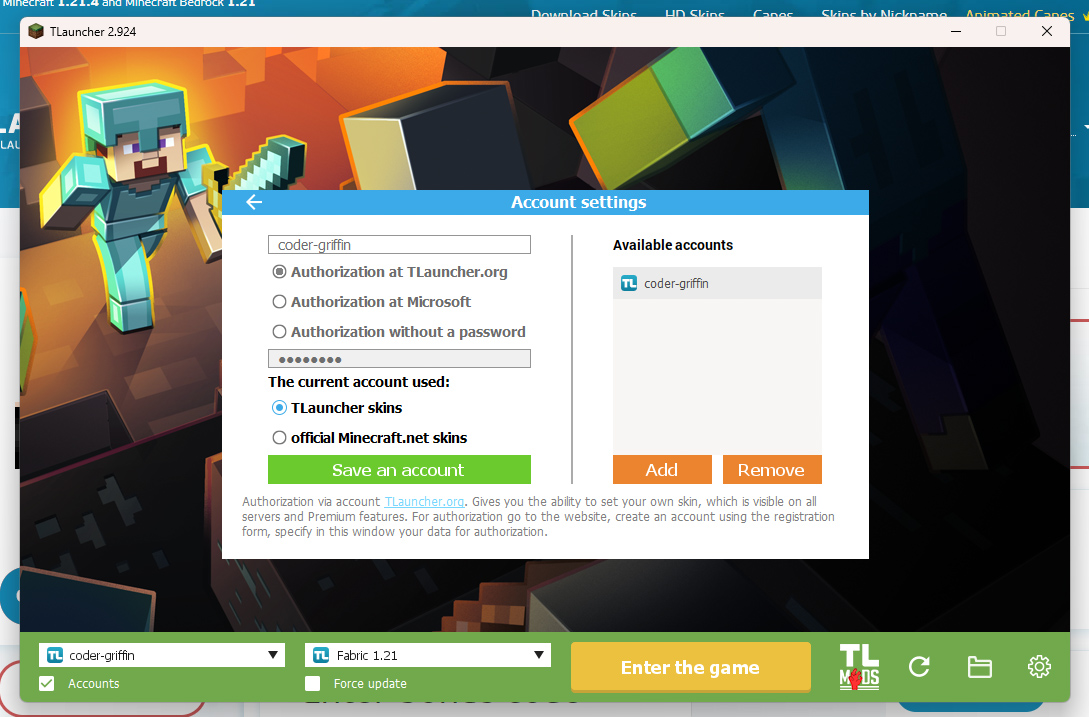 Minecraft 1.21.4 and Minecraft Bedrock 1.21
Download Skins HD Skins Capes Skins by Nickname Animated Capes
TLauncher 2.924
Account settings
coder-griffin
Authorization at TLauncher.org
Authorization at Microsoft
Authorization without a password
••••••••
The current account used:
TLauncher skins
official Minecraft.net skins
Save an account
Available accounts
TL coder-griffin
Add Remove
Authorization via account TLauncher.org. Gives you the ability to set your own skin, which is visible on all
servers and Premium features. For authorization go to the website, create an account using the registration
form, specify in this window your data for authorization.
TL coder-griffin
Accounts
TL Fabric 1.21
Force update
Enter the game
TL
MODS